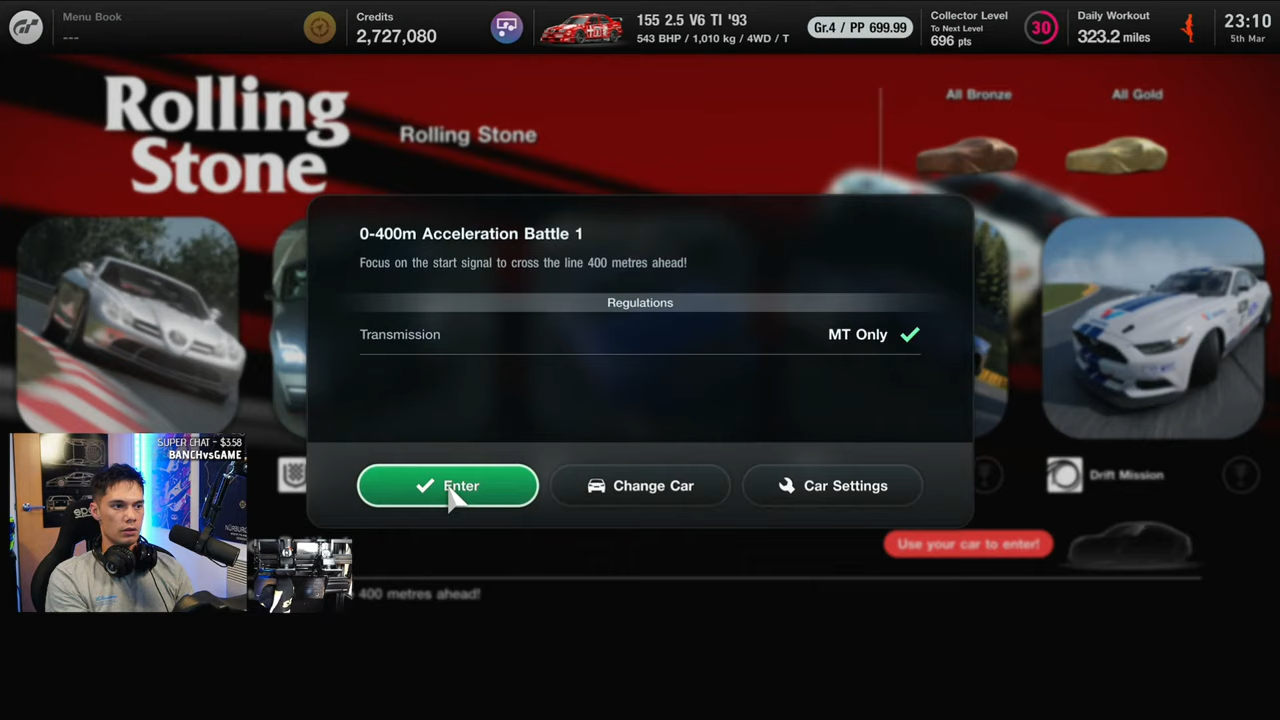 GT
Menu Book
---
Credits
2,727,080
155 2.5 V6 TI '93
543 BHP / 1,010 kg / 4WD / T
Gr.4 / PP 699.99
Collector Level
To Next Level
696 pts
30
Daily Workout
323.2 miles
23:10
5th Mar
Rolling
Stone
Rolling Stone
All Bronze
All Gold
0-400m Acceleration Battle 1
Focus on the start signal to cross the line 400 metres ahead!
Regulations
Transmission
MT Only
Enter
Change Car
Car Settings
SUPER CHAT - $3.58
BANCHvsGAME
Drift Mission
Use your car to enter!
400 metres ahead!